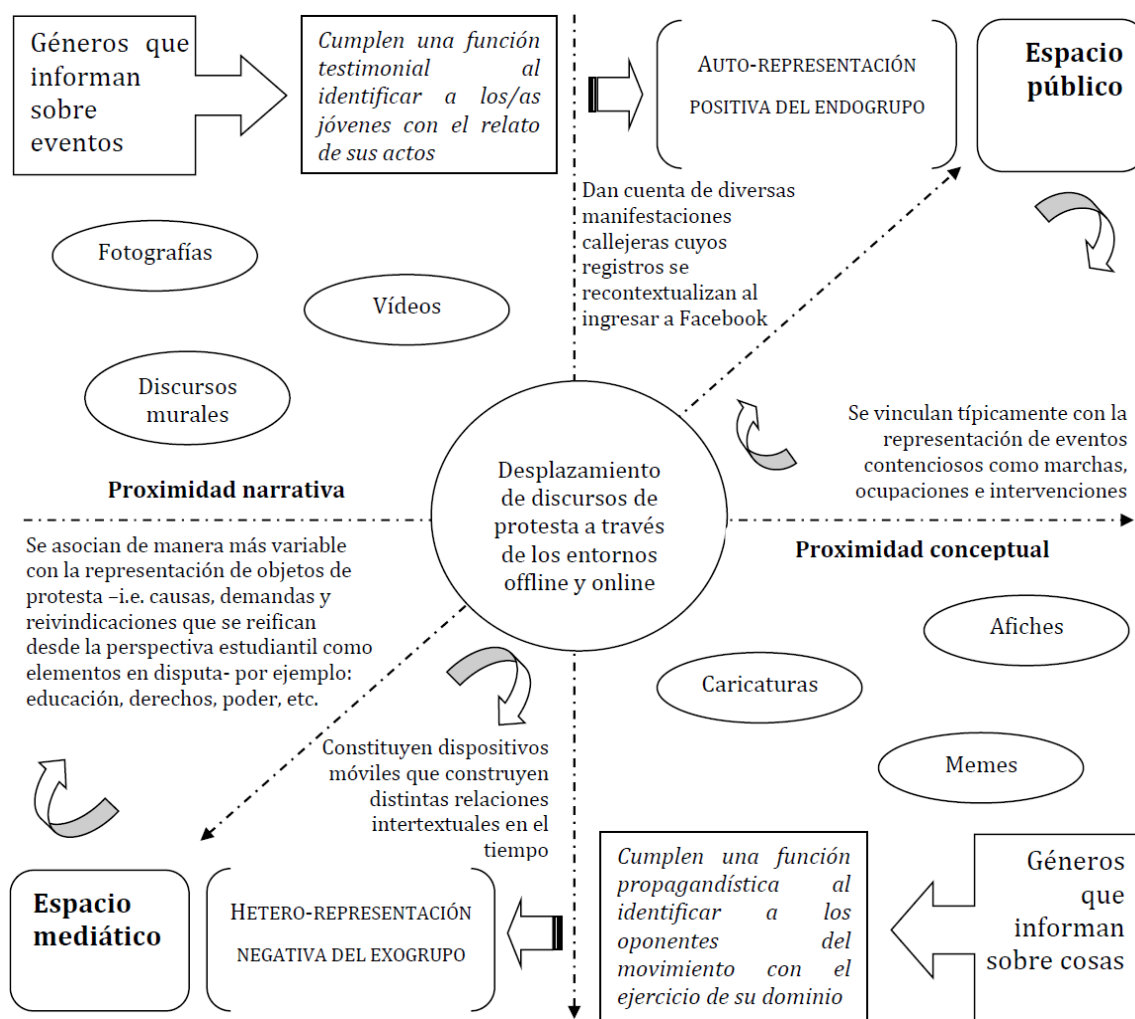 Géneros que
informan
sobre
eventos
Cumplen una función
testimonial al
identificar a los/as
jóvenes con el relato
de sus actos
AUTO-REPRESENTACIÓN
POSITIVA DEL ENDOGRUPO
Espacio
público
Dan cuenta de diversas
manifestaciones
callejeras cuyos
registros se
recontextualizan al
ingresar a Facebook
Fotografías
Vídeos
Discursos
murales
Se vinculan típicamente con la
representación de eventos
contenciosos como marchas,
ocupaciones e intervenciones
Proximidad narrativa
Desplazamiento
de discursos de
protesta a través
de los entornos
offline y online
Proximidad conceptual
Se asocian de manera más variable
con la representación de objetos de
protesta –i.e. causas, demandas y
reivindicaciones que se reifican
desde la perspectiva estudiantil como
elementos en disputa- por ejemplo:
educación, derechos, poder, etc.
Afiches
Caricaturas
Memes
Constituyen dispositivos
móviles que construyen
distintas relaciones
intertextuales en el
tiempo
Espacio
mediático
HETERO-REPRESENTACIÓN
NEGATIVA DEL EXOGRUPO
Cumplen una función
propagandística al
identificar a los
oponentes del
movimiento con el
ejercicio de su dominio
Géneros
que
informan
sobre cosas